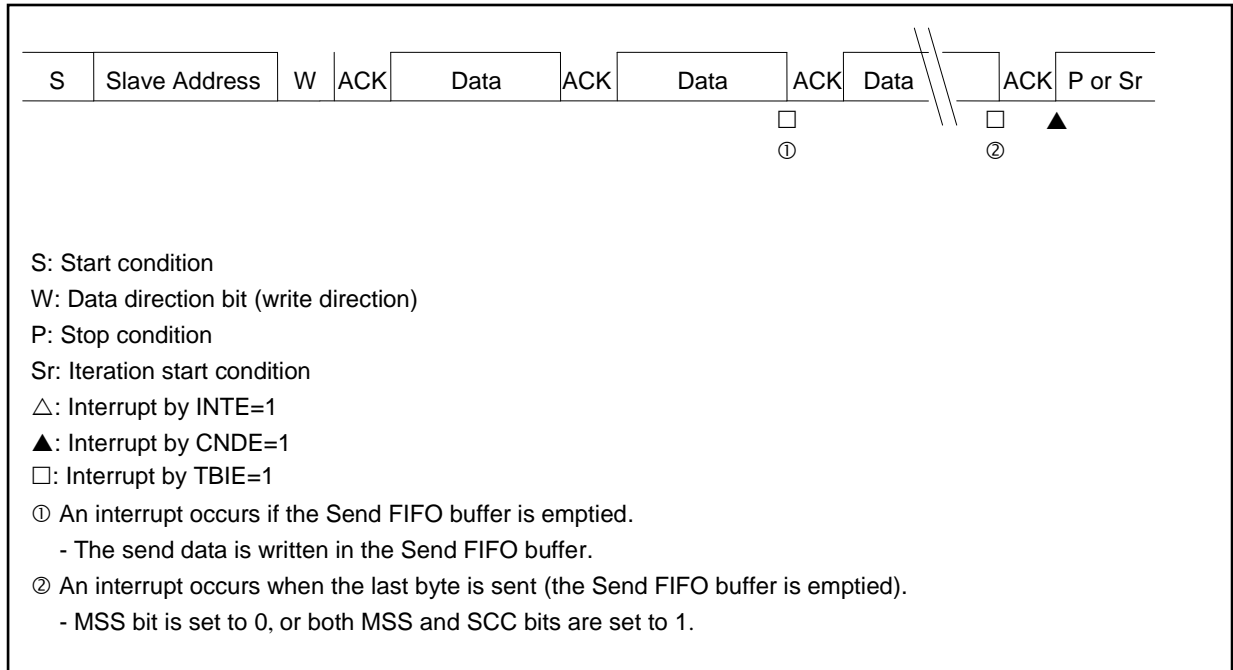 S Slave Address W ACK Data ACK Data ACK Data ACK P or Sr
□ □ ▲
① ②
S: Start condition
W: Data direction bit (write direction)
P: Stop condition
Sr: Iteration start condition
△: Interrupt by INTE=1
▲: Interrupt by CNDE=1
□: Interrupt by TBIE=1
① An interrupt occurs if the Send FIFO buffer is emptied.
- The send data is written in the Send FIFO buffer.
② An interrupt occurs when the last byte is sent (the Send FIFO buffer is emptied).
- MSS bit is set to 0, or both MSS and SCC bits are set to 1.